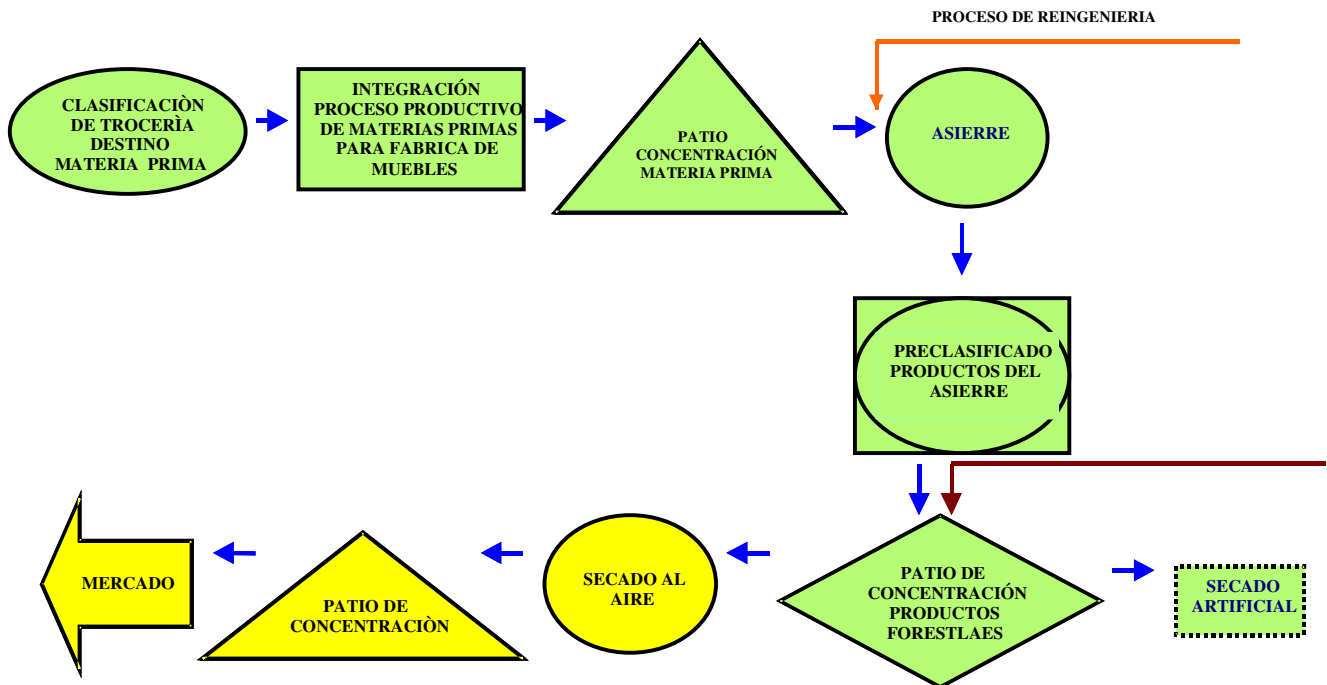 PROCESO DE REINGENIERIA
CLASIFICACIÒN
DE TROCERÌA
DESTINO
MATERIA PRIMA
INTEGRACIÓN
PROCESO PRODUCTIVO
DE MATERIAS PRIMAS
PARA FABRICA DE
MUEBLES
PATIO
CONCENTRACIÓN
MATERIA PRIMA
ASIERRE
PRECLASIFICADO
PRODUCTOS DEL
ASIERRE
MERCADO
PATIO DE
CONCENTRACIÒN
SECADO AL
AIRE
PATIO DE
CONCENTRACIÓN
PRODUCTOS
FORESTLAES
SECADO
ARTIFICIAL